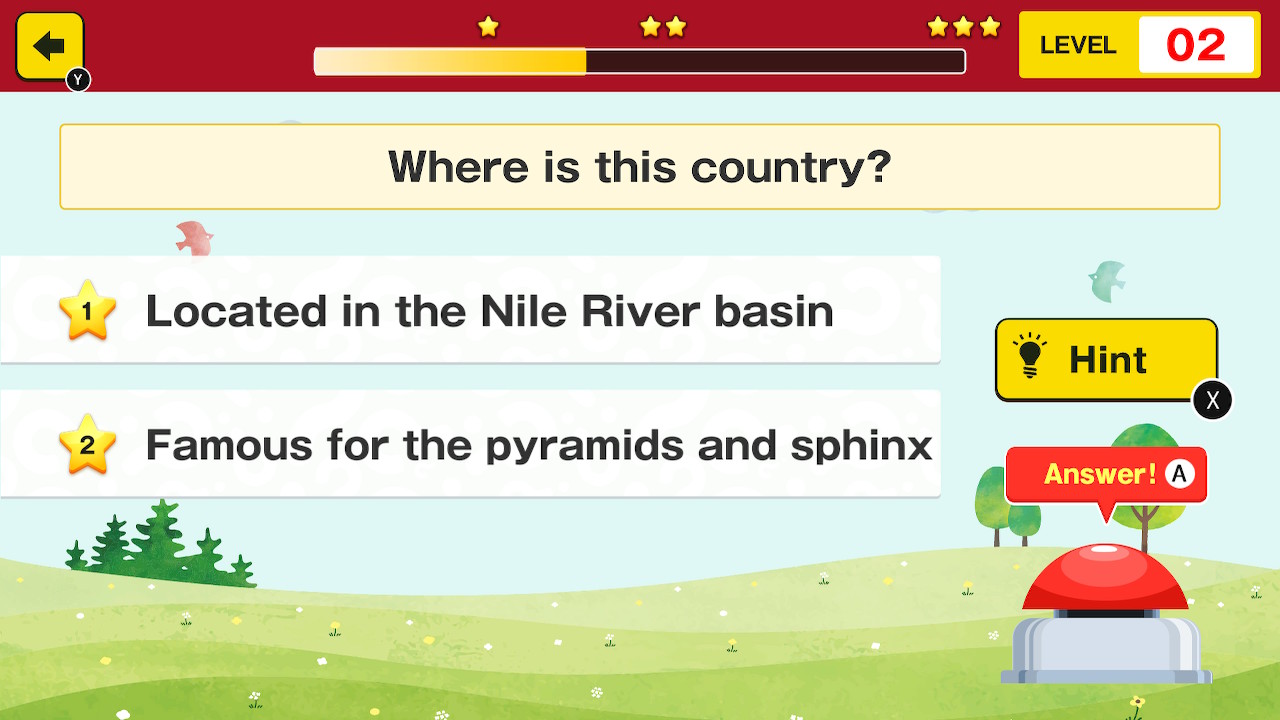 Y
LEVEL 02
Where is this country?
1 Located in the Nile River basin
2 Famous for the pyramids and sphinx
Hint
X
Answer! A